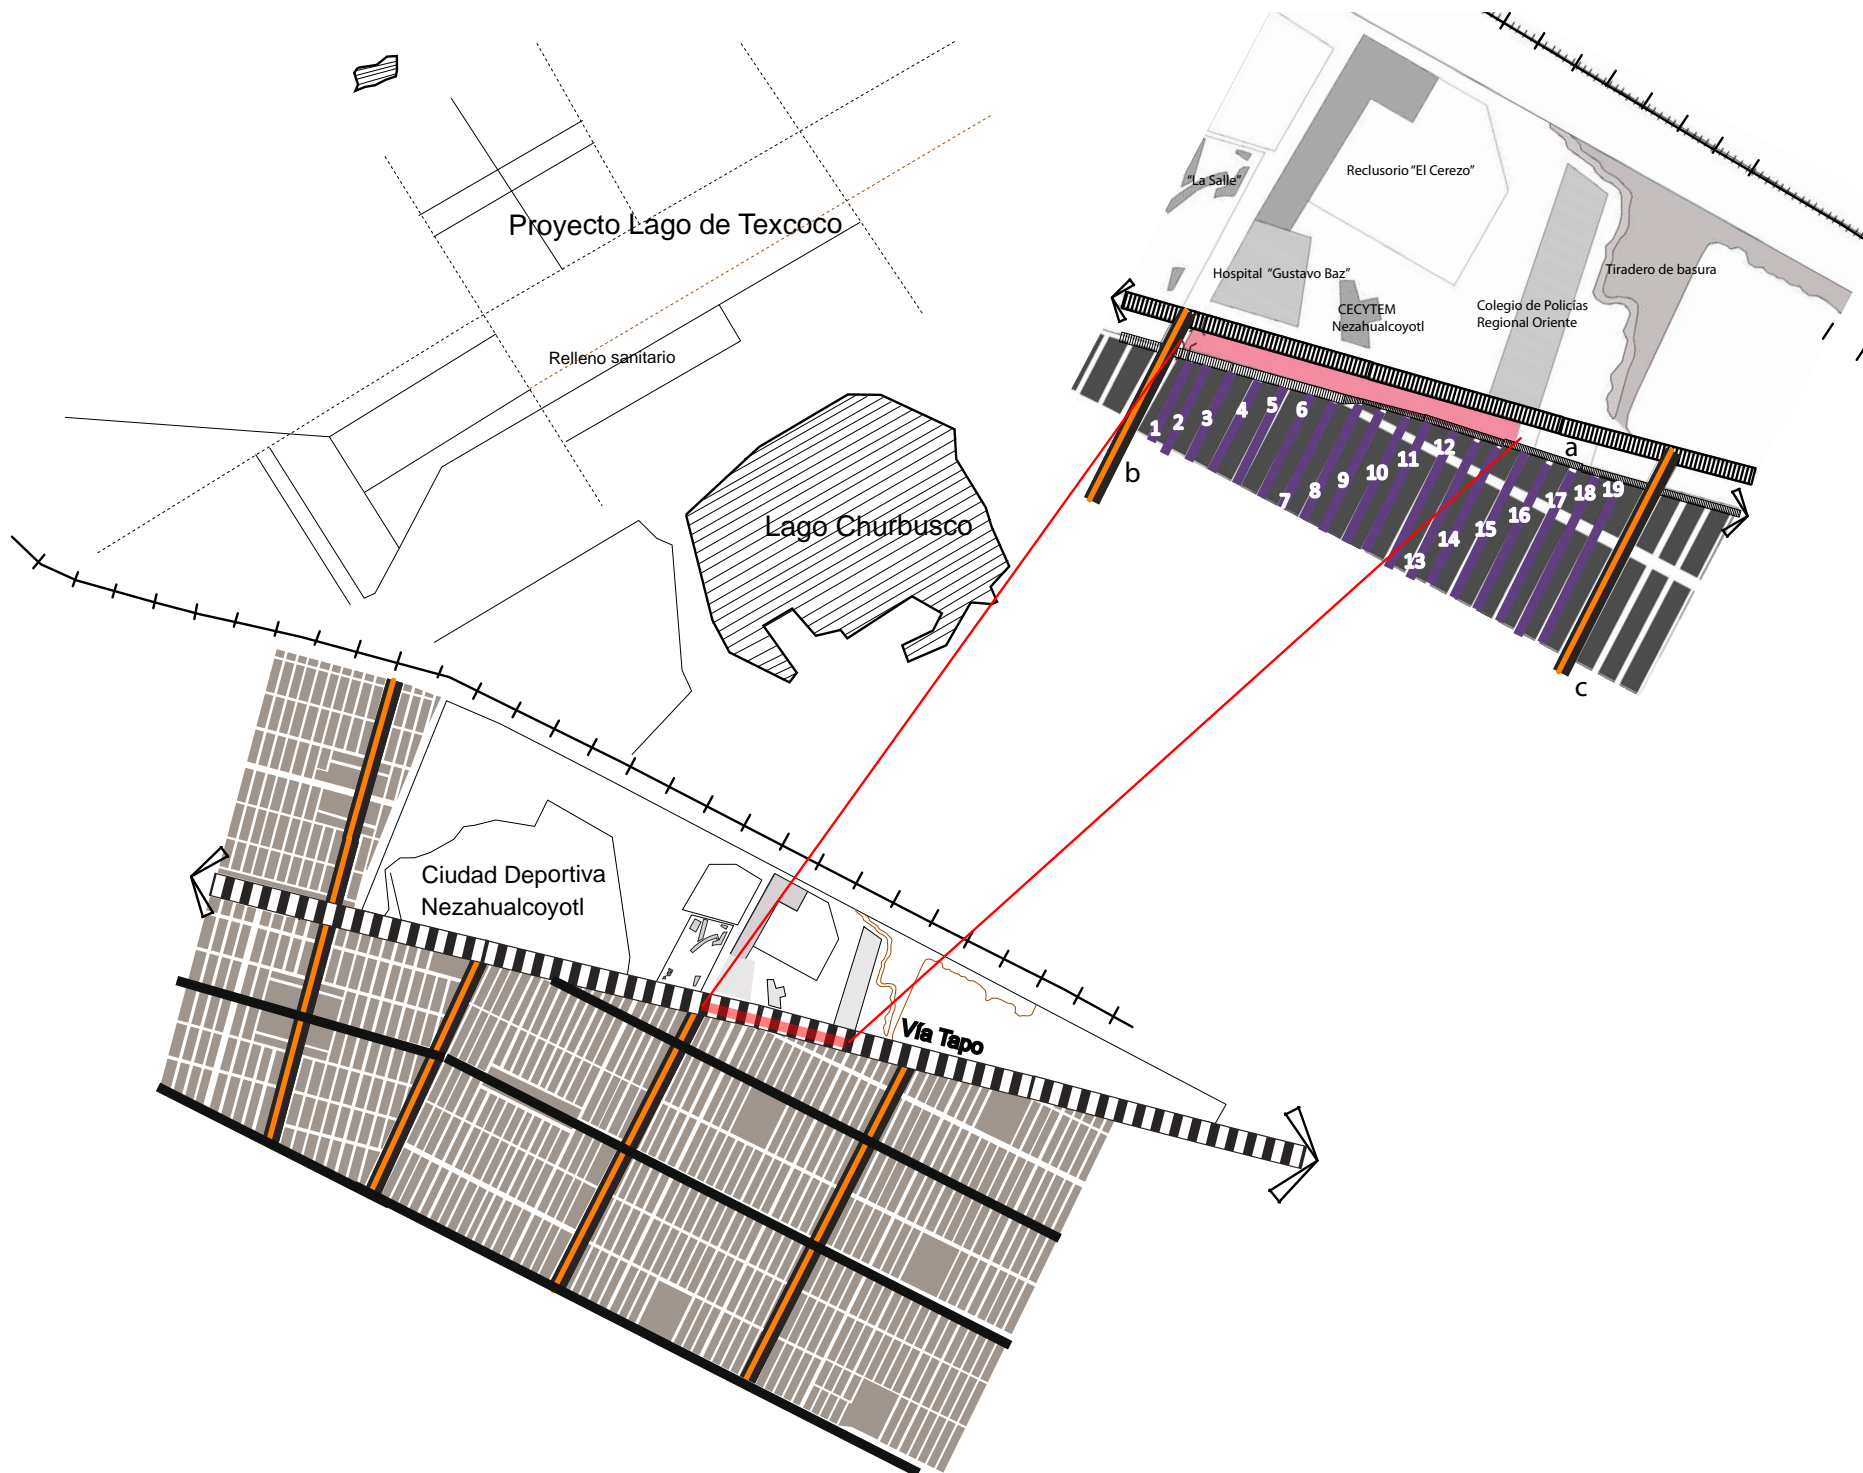 Proyecto Lago de Texcoco
Relleno sanitario
Lago Churbusco
Ciudad Deportiva
Nezahualcoyotl
Vía Tapo
"La Salle"
Reclusorio "El Cerezo"
Hospital "Gustavo Baz"
CECYTEM
Nezahualcoyotl
Colegio de Policías
Regional Oriente
Tiradero de basura
a
b
c
1
2
3
4
5
6
7
8
9
10
11
12
13
14
15
16
17
18
19